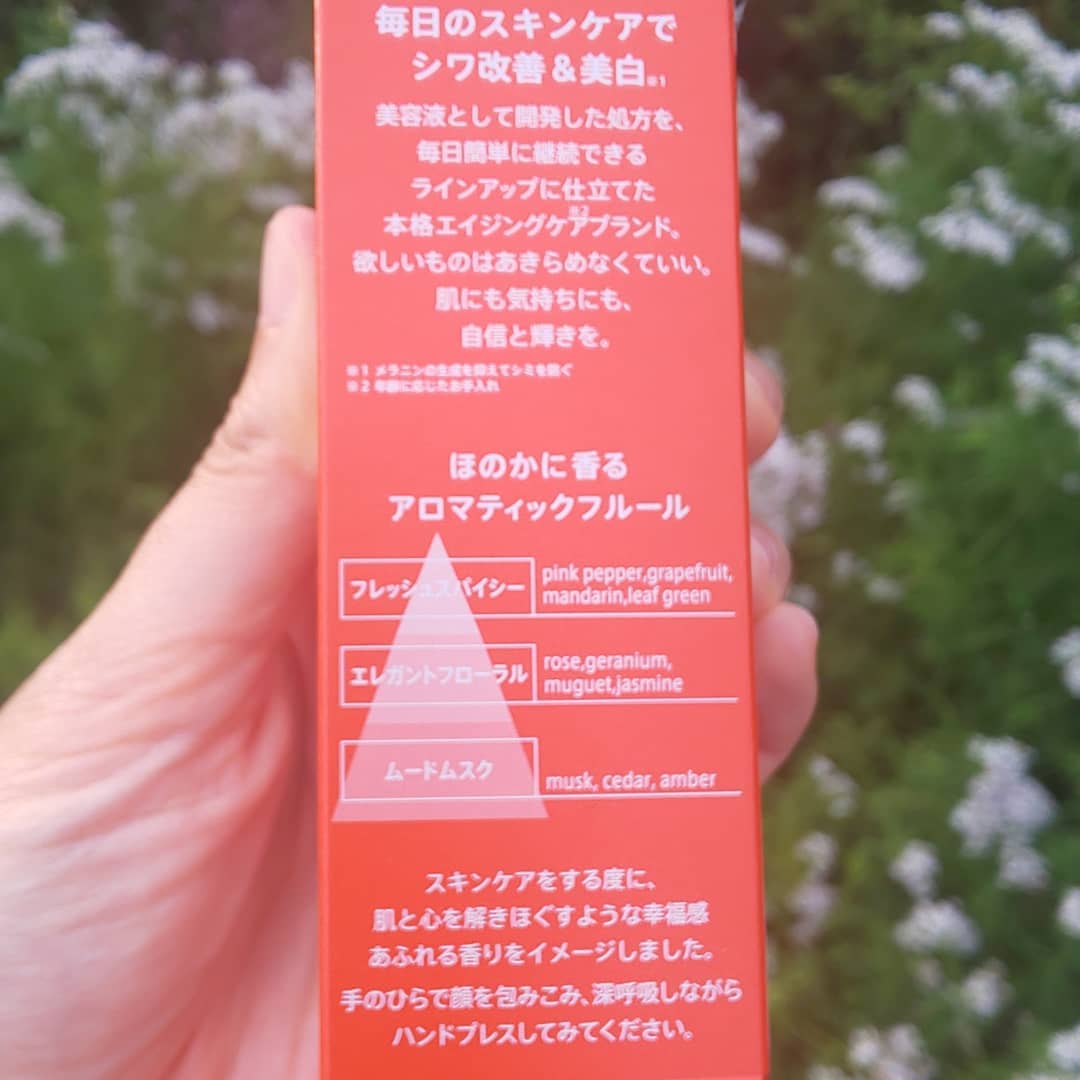 毎日のスキンケアで
シワ改善&美白※1
美容液として開発した処方を、
毎日簡単に継続できる
ラインアップに仕立てた
本格エイジングケア※2ブランド。
欲しいものはあきらめなくていい。
肌にも気持ちにも、
自信と輝きを。
※1 メラニンの生成を抑えてシミを防ぐ
※2 年齢に応じたお手入れ
ほのかに香る
アロマティックフルール
フレッシュスパイシー
pink pepper,grapefruit,
mandarin,leaf green
エレガントフローラル
rose,geranium,
muguet,jasmine
ムードムスク
musk, cedar, amber
スキンケアをする度に、
肌と心を解きほぐすような幸福感
あふれる香りをイメージしました。
手のひらで顔を包みこみ、深呼吸しながら
ハンドプレスしてみてください。